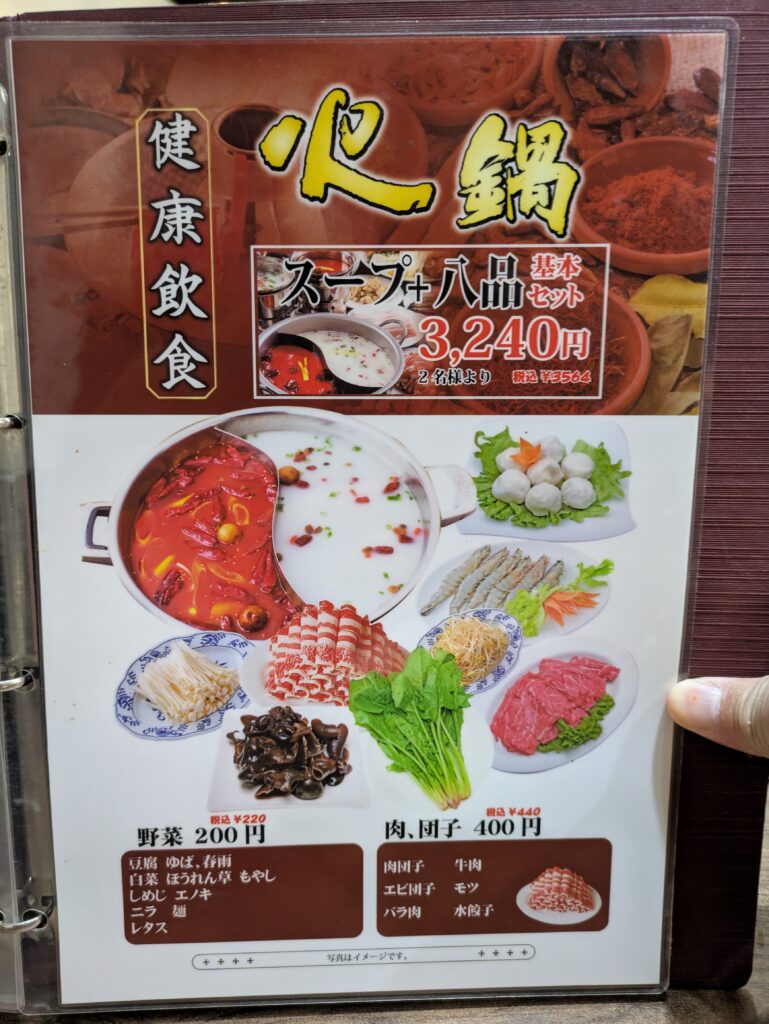 健康飲食
火鍋
スープ+八品
基本
セット
3,240円
2名様より 税込 ¥3564
税込 ¥220
野菜 200円
豆腐 ゆば、春雨
白菜 ほうれん草 もやし
しめじ エノキ
ニラ 麺
レタス
税込 ¥440
肉、団子 400円
肉団子 牛肉
エビ団子 モツ
バラ肉 水餃子
写真はイメージです。